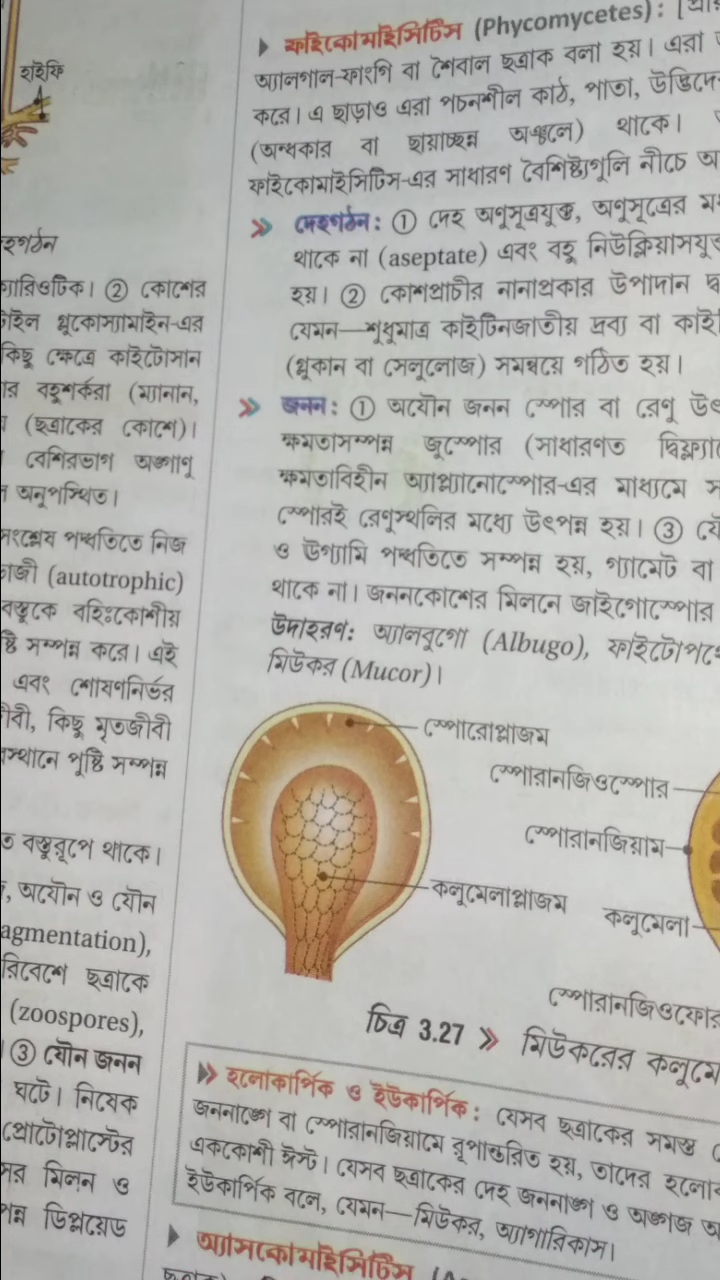 হাইফি
হগঠন
ক্যারিওটিক। ② কোশের
টাইল গ্লুকোস্যামাইন-এর
কিছু ক্ষেত্রে কাইটোসান
র বহুশর্করা (ম্যানান,
(ছত্রাকের কোশে)।
বেশিরভাগ অঙ্গাণু
অনুপস্থিত।
সংশ্লেষ পদ্ধতিতে নিজ
জী (autotrophic)
বস্তুকে বহিঃকোশীয়
ষ্টি সম্পন্ন করে। এই
এবং শোষণনির্ভর
জীবী, কিছু মৃতজীবী
স্থানে পুষ্টি সম্পন্ন
ত বস্তুরূপে থাকে।
, অযৌন ও যৌন
agmentation),
রিবেশে ছত্রাকে
(zoospores),
③ যৌন জনন
ঘটে। নিষেক
প্রোটোপ্লাস্টের
সর মিলন ও
পন্ন ডিপ্লয়েড
ফাইকোমাইসিটিস (Phycomycetes) :
অ্যালগাল-ফাংগি বা শৈবাল ছত্রাক বলা হয়। এরা
করে। এ ছাড়াও এরা পচনশীল কাঠ, পাতা, উদ্ভিদে
(অন্ধকার বা ছায়াচ্ছন্ন অঞ্চলে) থাকে।
ফাইকোমাইসিটিস-এর সাধারণ বৈশিষ্ট্যগুলি নীচে
» দেহগঠন : ① দেহ অণুসূত্রযুক্ত, অণুসূত্রের
থাকে না (aseptate) এবং বহু নিউক্লিয়াসযু
হয়। ② কোশপ্রাচীর নানাপ্রকার উপাদান
যেমন—শুধুমাত্র কাইটিনজাতীয় দ্রব্য বা কাই
(গ্লুকান বা সেলুলোজ) সমন্বয়ে গঠিত হয়।
» জনন : ① অযৌন জনন স্পোর বা রেণু
ক্ষমতাসম্পন্ন জুস্পোর (সাধারণত দ্বিফ্ল্যা
ক্ষমতাবিহীন অ্যাপ্ল্যানোস্পোর-এর মাধ্যমে
স্পোরই রেণুস্থলির মধ্যে উৎপন্ন হয়। ③
ও ঊগ্যামি পদ্ধতিতে সম্পন্ন হয়, গ্যামেট বা
থাকে না। জননকোশের মিলনে জাইগোস্পোর
উদাহরণ: অ্যালবুগো (Albugo), ফাইটোপ
মিউকর (Mucor)।
স্পোরোপ্লাজম
স্পোরানজিওস্পোর
স্পোরানজিয়াম
কলুমেলাপ্লাজম
কলুমেলা
স্পোরানজিওফোর
চিত্র 3.27 » মিউকরের কলুমে
হলোকার্পিক ও ইউকার্পিক : যেসব ছত্রাকের সমস্ত
জননাঙ্গে বা স্পোরানজিয়ামে রূপান্তরিত হয়, তাদের হলো
এককোশী ঈস্ট। যেসব ছত্রাকের দেহ জননাঙ্গ ও অঙ্গজ
ইউকার্পিক বলে, যেমন—মিউকর, অ্যাগারিকাস।
অ্যাসকোমাইসিটিস